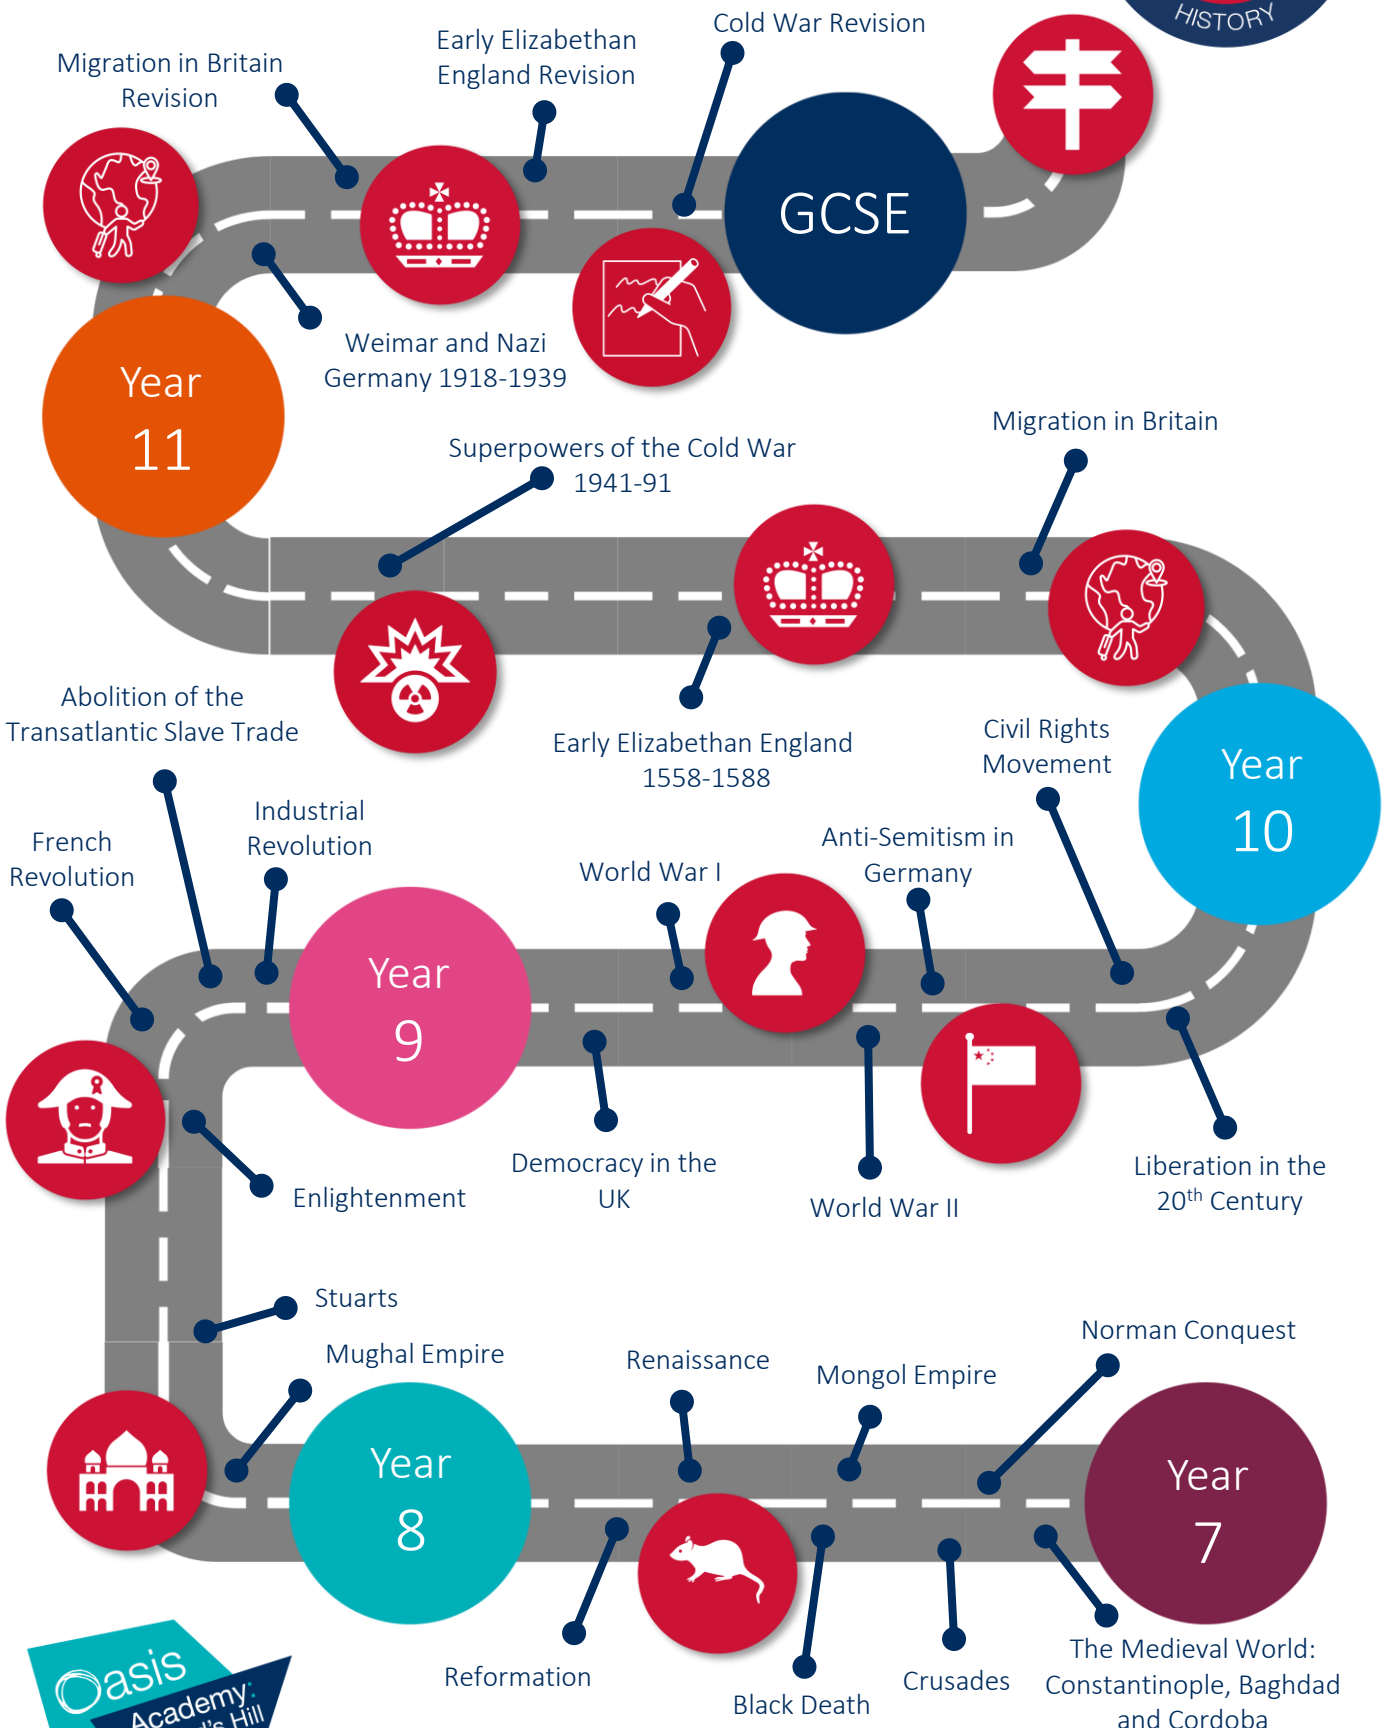 HISTORY
Cold War Revision
Early Elizabethan
England Revision
Migration in Britain
Revision
GCSE
Weimar and Nazi
Germany 1918-1939
Year
11
Superpowers of the Cold War
1941-91
Migration in Britain
Early Elizabethan England
1558-1588
Year
10
Abolition of the
Transatlantic Slave Trade
Civil Rights
Movement
Industrial
Revolution
French
Revolution
World War I
Anti-Semitism in
Germany
Year
9
Democracy in the
UK
World War II
Liberation in the
20th Century
Enlightenment
Stuarts
Mughal Empire
Renaissance
Mongol Empire
Norman Conquest
Year
8
Year
7
Reformation
Black Death
Crusades
The Medieval World:
Constantinople, Baghdad
and Cordoba
Oasis
Academy:
Hill